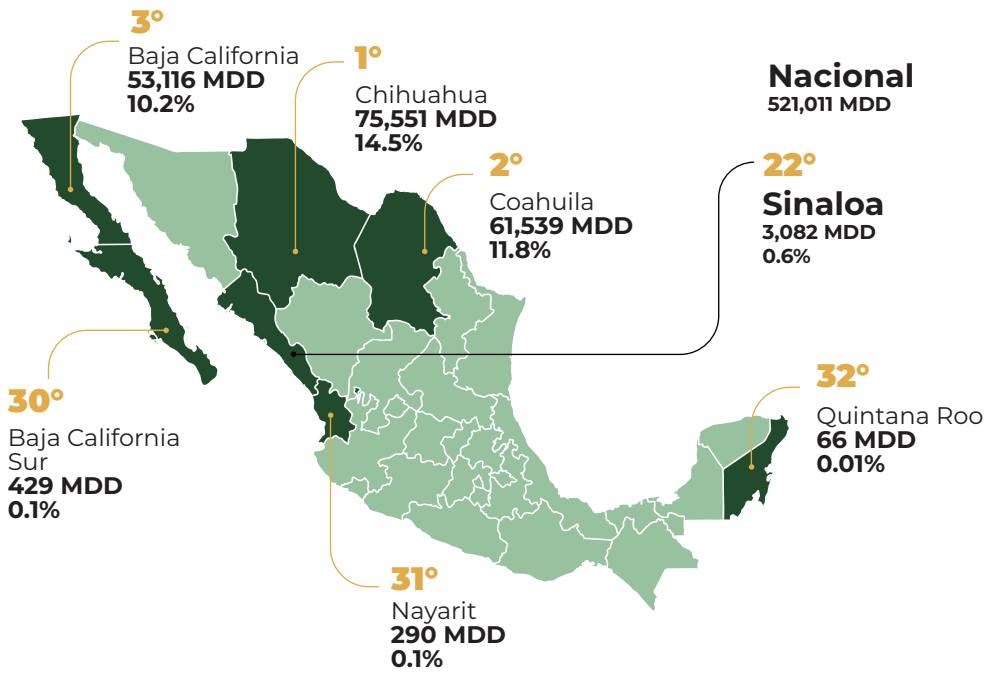 3°
Baja California
53,116 MDD
10.2%
1°
Chihuahua
75,551 MDD
14.5%
Nacional
521,011 MDD
2°
Coahuila
61,539 MDD
11.8%
22°
Sinaloa
3,082 MDD
0.6%
30°
Baja California
Sur
429 MDD
0.1%
32°
Quintana Roo
66 MDD
0.01%
31°
Nayarit
290 MDD
0.1%